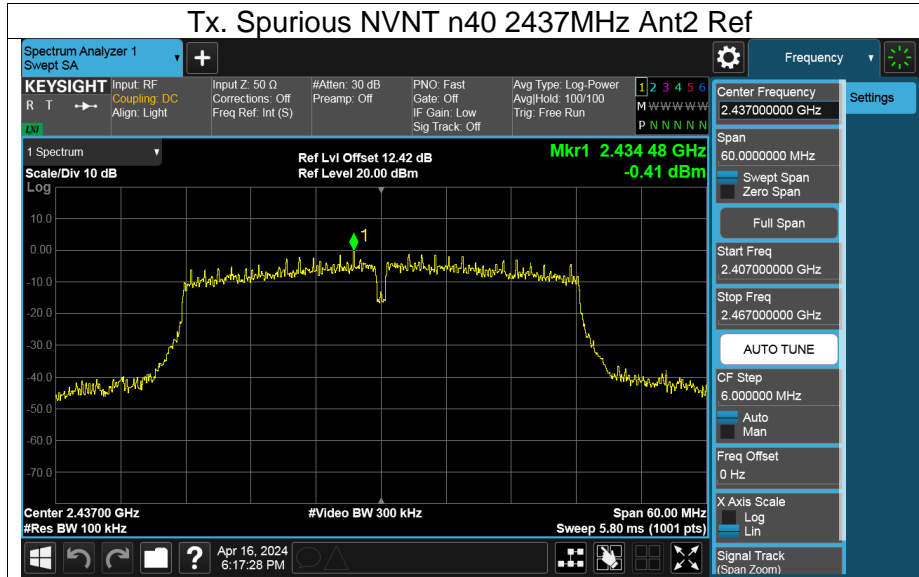 Tx. Spurious NVNT n40 2437MHz Ant2 Ref
Spectrum Analyzer 1
Swept SA
Frequency
KEYSIGHT
R T
LXI
Input: RF
Coupling: DC
Align: Light
Input Z: 50 Ω
Corrections: Off
Freq Ref: Int (S)
#Atten: 30 dB
Preamp: Off
PNO: Fast
Gate: Off
IF Gain: Low
Sig Track: Off
Avg Type: Log-Power
Avg|Hold: 100/100
Trig: Free Run
1 2 3 4 5 6
M W W W W W
P N N N N N
1 Spectrum
Scale/Div 10 dB
Log
Ref Lvl Offset 12.42 dB
Ref Level 20.00 dBm
Mkr1 2.434 48 GHz
-0.41 dBm
1
10.0
0.00
-10.0
-20.0
-30.0
-40.0
-50.0
-60.0
-70.0
Center 2.43700 GHz
#Res BW 100 kHz
#Video BW 300 kHz
Span 60.00 MHz
Sweep 5.80 ms (1001 pts)
Center Frequency
2.437000000 GHz
Settings
Span
60.0000000 MHz
Swept Span
Zero Span
Full Span
Start Freq
2.407000000 GHz
Stop Freq
2.467000000 GHz
AUTO TUNE
CF Step
6.000000 MHz
Auto
Man
Freq Offset
0 Hz
X Axis Scale
Log
Lin
Signal Track
(Span Zoom)
?
Apr 16, 2024
6:17:28 PM